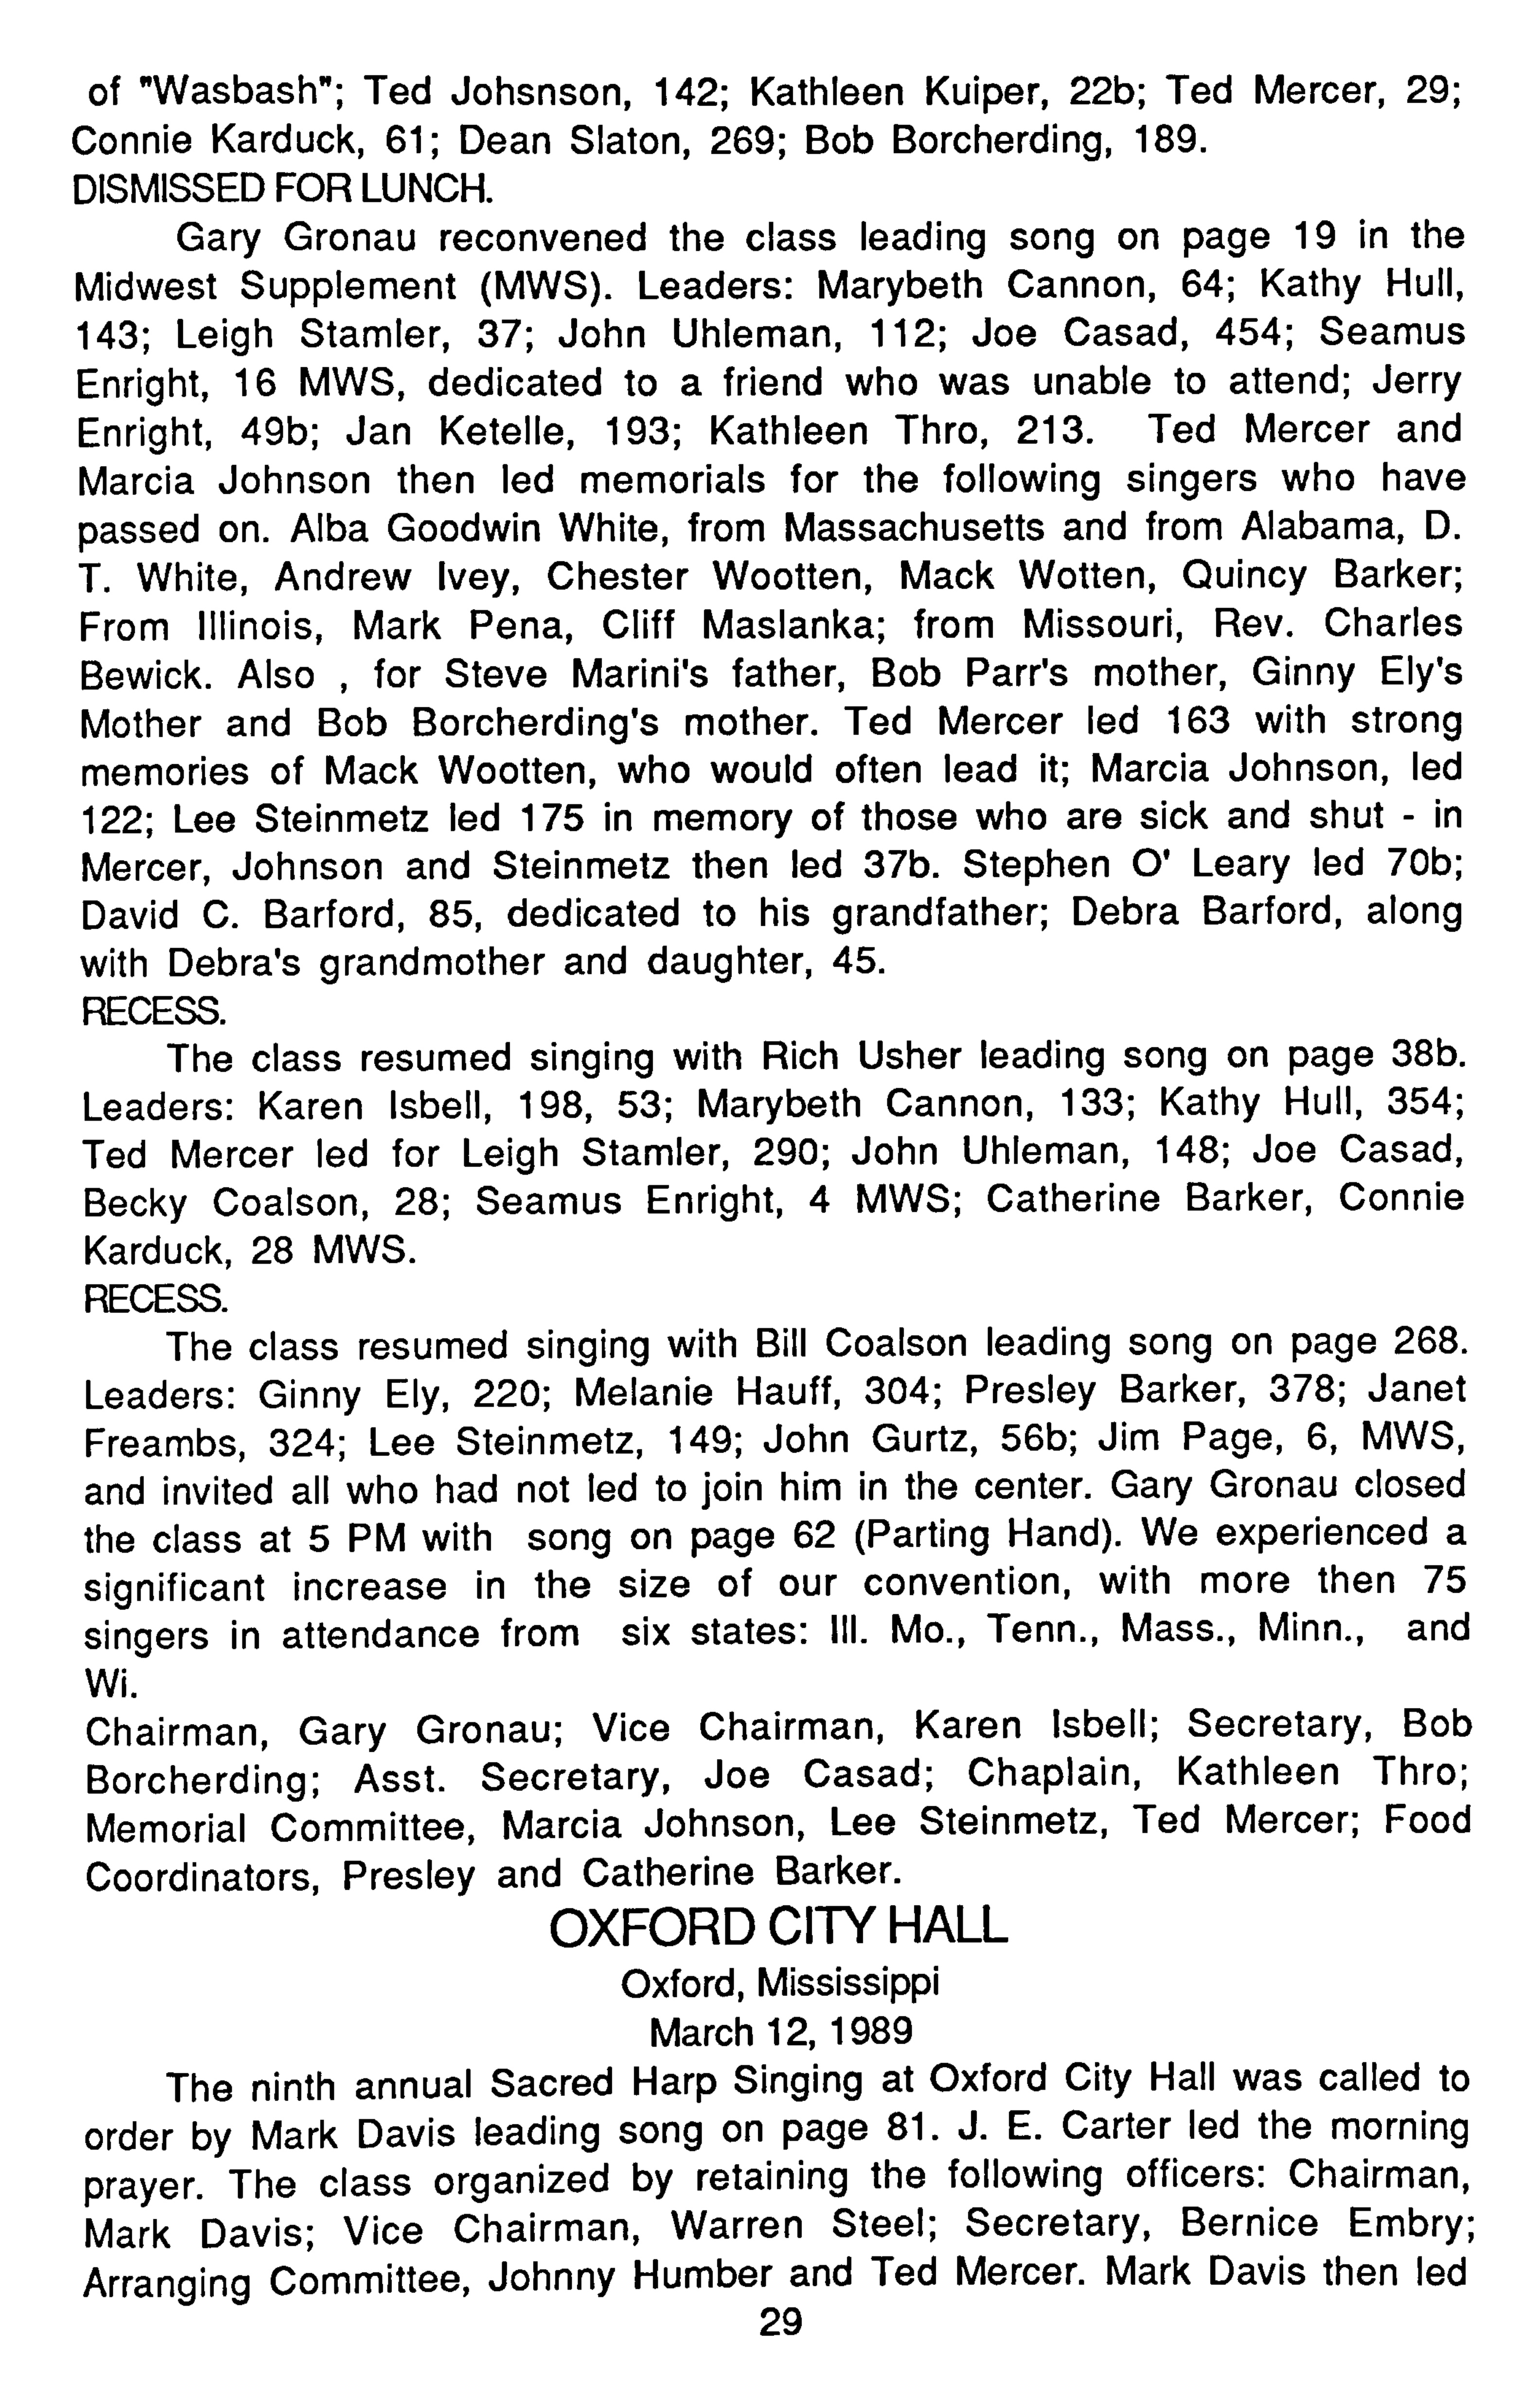 of "Wasbash"; Ted Johsnson, 142; Kathleen Kuiper, 22b; Ted Mercer, 29;
Connie Karduck, 61; Dean Slaton, 269; Bob Borcherding, 189.
DISMISSED FOR LUNCH.
Gary Gronau reconvened the class leading song on page 19 in the
Midwest Supplement (MWS). Leaders: Marybeth Cannon, 64; Kathy Hull,
143; Leigh Stamler, 37; John Uhleman, 112; Joe Casad, 454; Seamus
Enright, 16 MWS, dedicated to a friend who was unable to attend; Jerry
Enright, 49b; Jan Ketelle, 193; Kathleen Thro, 213. Ted Mercer and
Marcia Johnson then led memorials for the following singers who have
passed on. Alba Goodwin White, from Massachusetts and from Alabama, D.
T. White, Andrew Ivey, Chester Wootten, Mack Wotten, Quincy Barker;
From Illinois, Mark Pena, Cliff Maslanka; from Missouri, Rev. Charles
Bewick. Also , for Steve Marini's father, Bob Parr's mother, Ginny Ely's
Mother and Bob Borcherding's mother. Ted Mercer led 163 with strong
memories of Mack Wootten, who would often lead it; Marcia Johnson, led
122; Lee Steinmetz led 175 in memory of those who are sick and shut - in
Mercer, Johnson and Steinmetz then led 37b. Stephen O' Leary led 70b;
David C. Barford, 85, dedicated to his grandfather; Debra Barford, along
with Debra's grandmother and daughter, 45.
RECESS.
The class resumed singing with Rich Usher leading song on page 38b.
Leaders: Karen Isbell, 198, 53; Marybeth Cannon, 133; Kathy Hull, 354;
Ted Mercer led for Leigh Stamler, 290; John Uhleman, 148; Joe Casad,
Becky Coalson, 28; Seamus Enright, 4 MWS; Catherine Barker, Connie
Karduck, 28 MWS.
RECESS.
The class resumed singing with Bill Coalson leading song on page 268.
Leaders: Ginny Ely, 220; Melanie Hauff, 304; Presley Barker, 378; Janet
Freambs, 324; Lee Steinmetz, 149; John Gurtz, 56b; Jim Page, 6, MWS,
and invited all who had not led to join him in the center. Gary Gronau closed
the class at 5 PM with song on page 62 (Parting Hand). We experienced a
significant increase in the size of our convention, with more then 75
singers in attendance from six states: Ill. Mo., Tenn., Mass., Minn., and
Wi.
Chairman, Gary Gronau; Vice Chairman, Karen Isbell; Secretary, Bob
Borcherding; Asst. Secretary, Joe Casad; Chaplain, Kathleen Thro;
Memorial Committee, Marcia Johnson, Lee Steinmetz, Ted Mercer; Food
Coordinators, Presley and Catherine Barker.
OXFORD CITY HALL
Oxford, Mississippi
March 12, 1989
The ninth annual Sacred Harp Singing at Oxford City Hall was called to
order by Mark Davis leading song on page 81. J. E. Carter led the morning
prayer. The class organized by retaining the following officers: Chairman,
Mark Davis; Vice Chairman, Warren Steel; Secretary, Bernice Embry;
Arranging Committee, Johnny Humber and Ted Mercer. Mark Davis then led
29